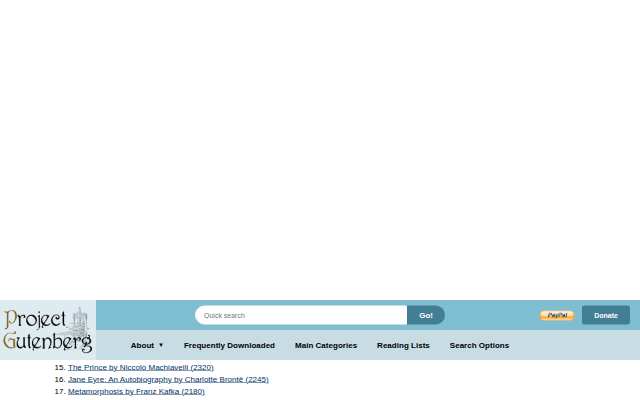 Project
Gutenberg
Quick search
Go!
PayPal
Donate
About ▼
Frequently Downloaded
Main Categories
Reading Lists
Search Options
15. The Prince by Niccolò Machiavelli (2320)
16. Jane Eyre: An Autobiography by Charlotte Brontë (2245)
17. Metamorphosis by Franz Kafka (2180)